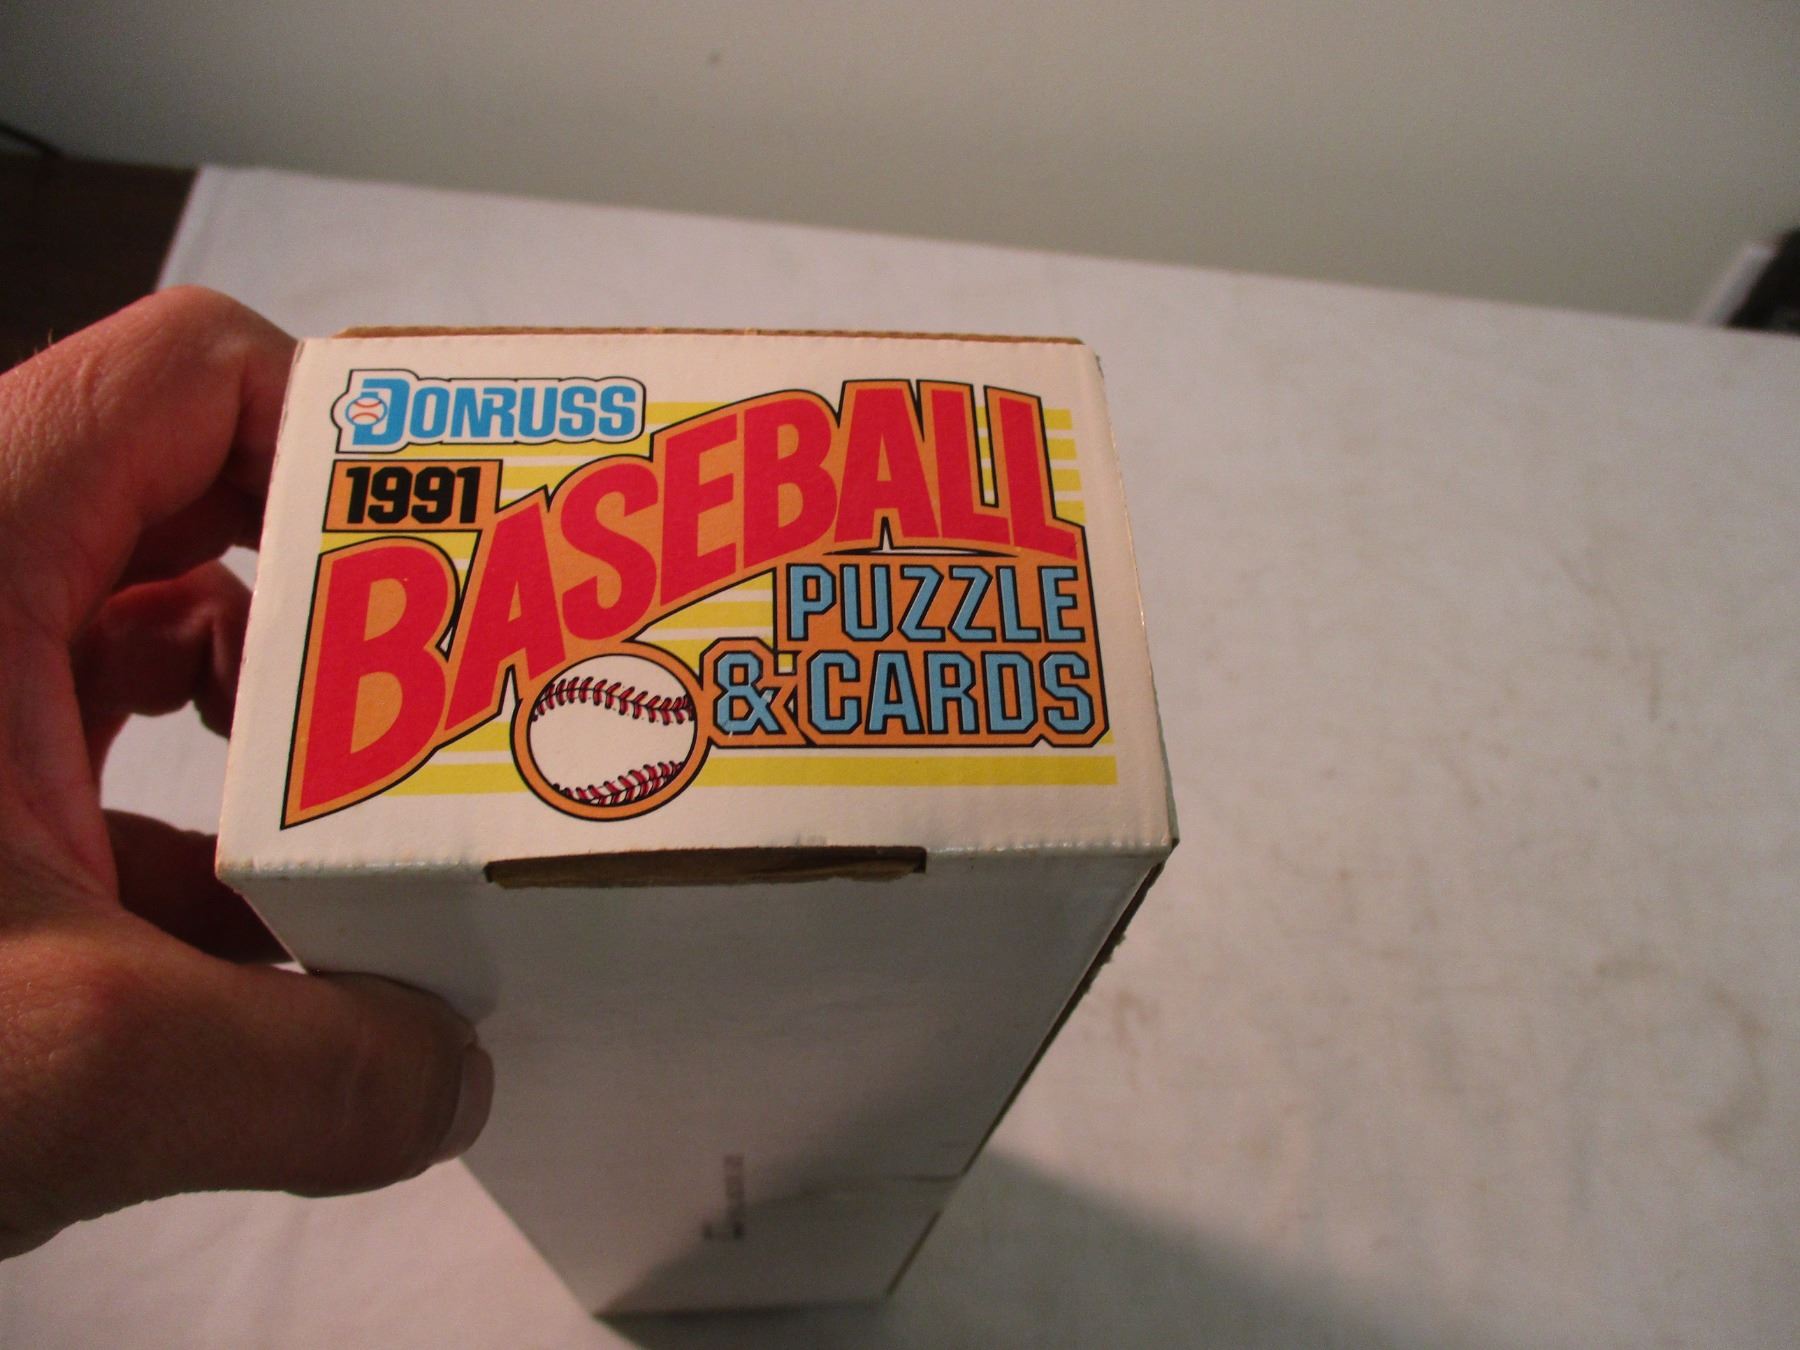 DONRUSS
1991
BASEBALL
PUZZLE
& CARDS